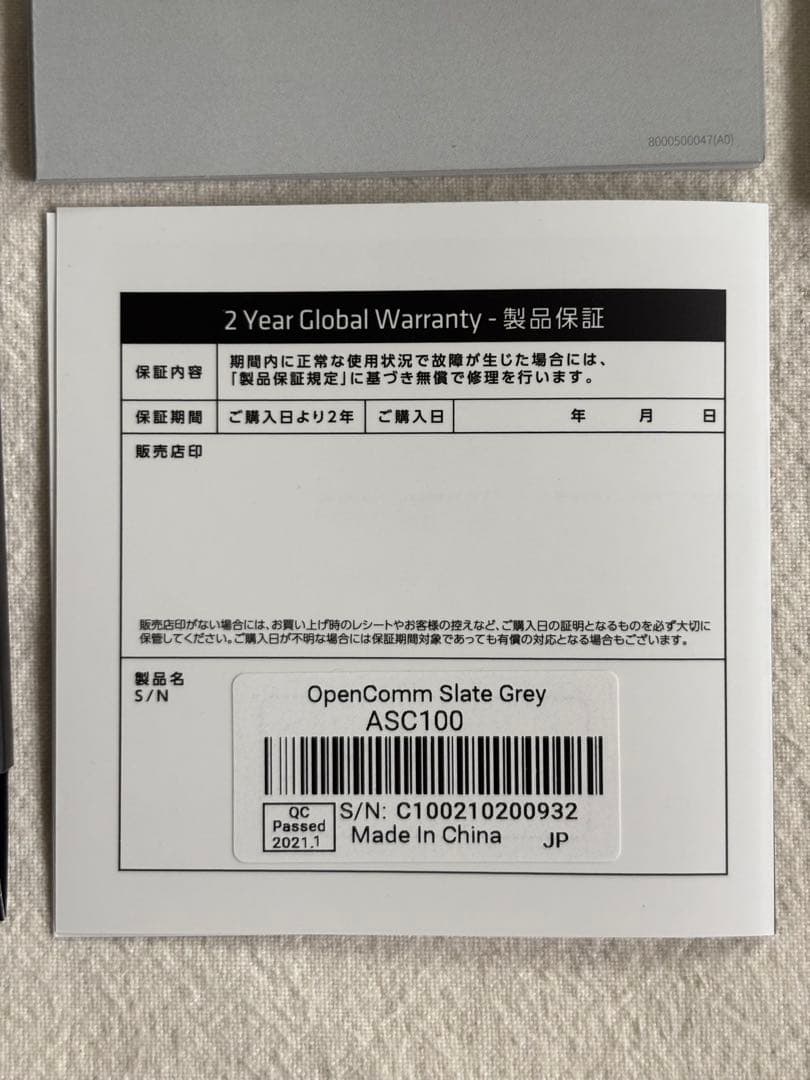 8000500047(A0)
2 Year Global Warranty - 製品保証
保証内容
期間内に正常な使用状況で故障が生じた場合には、
「製品保証規定」に基づき無償で修理を行います。
保証期間 ご購入日より2年 ご購入日 年 月 日
販売店印
販売店印がない場合には、お買い上げ時のレシートやお客様の控えなど、ご購入日の証明となるものを必ず大切に
保管してください。ご購入日が不明な場合には保証期間対象であっても有償の対応となる場合もございます。
製品名
S/N
OpenComm Slate Grey
ASC100
QC
Passed
2021.1
S/N: C100210200932
Made In China JP